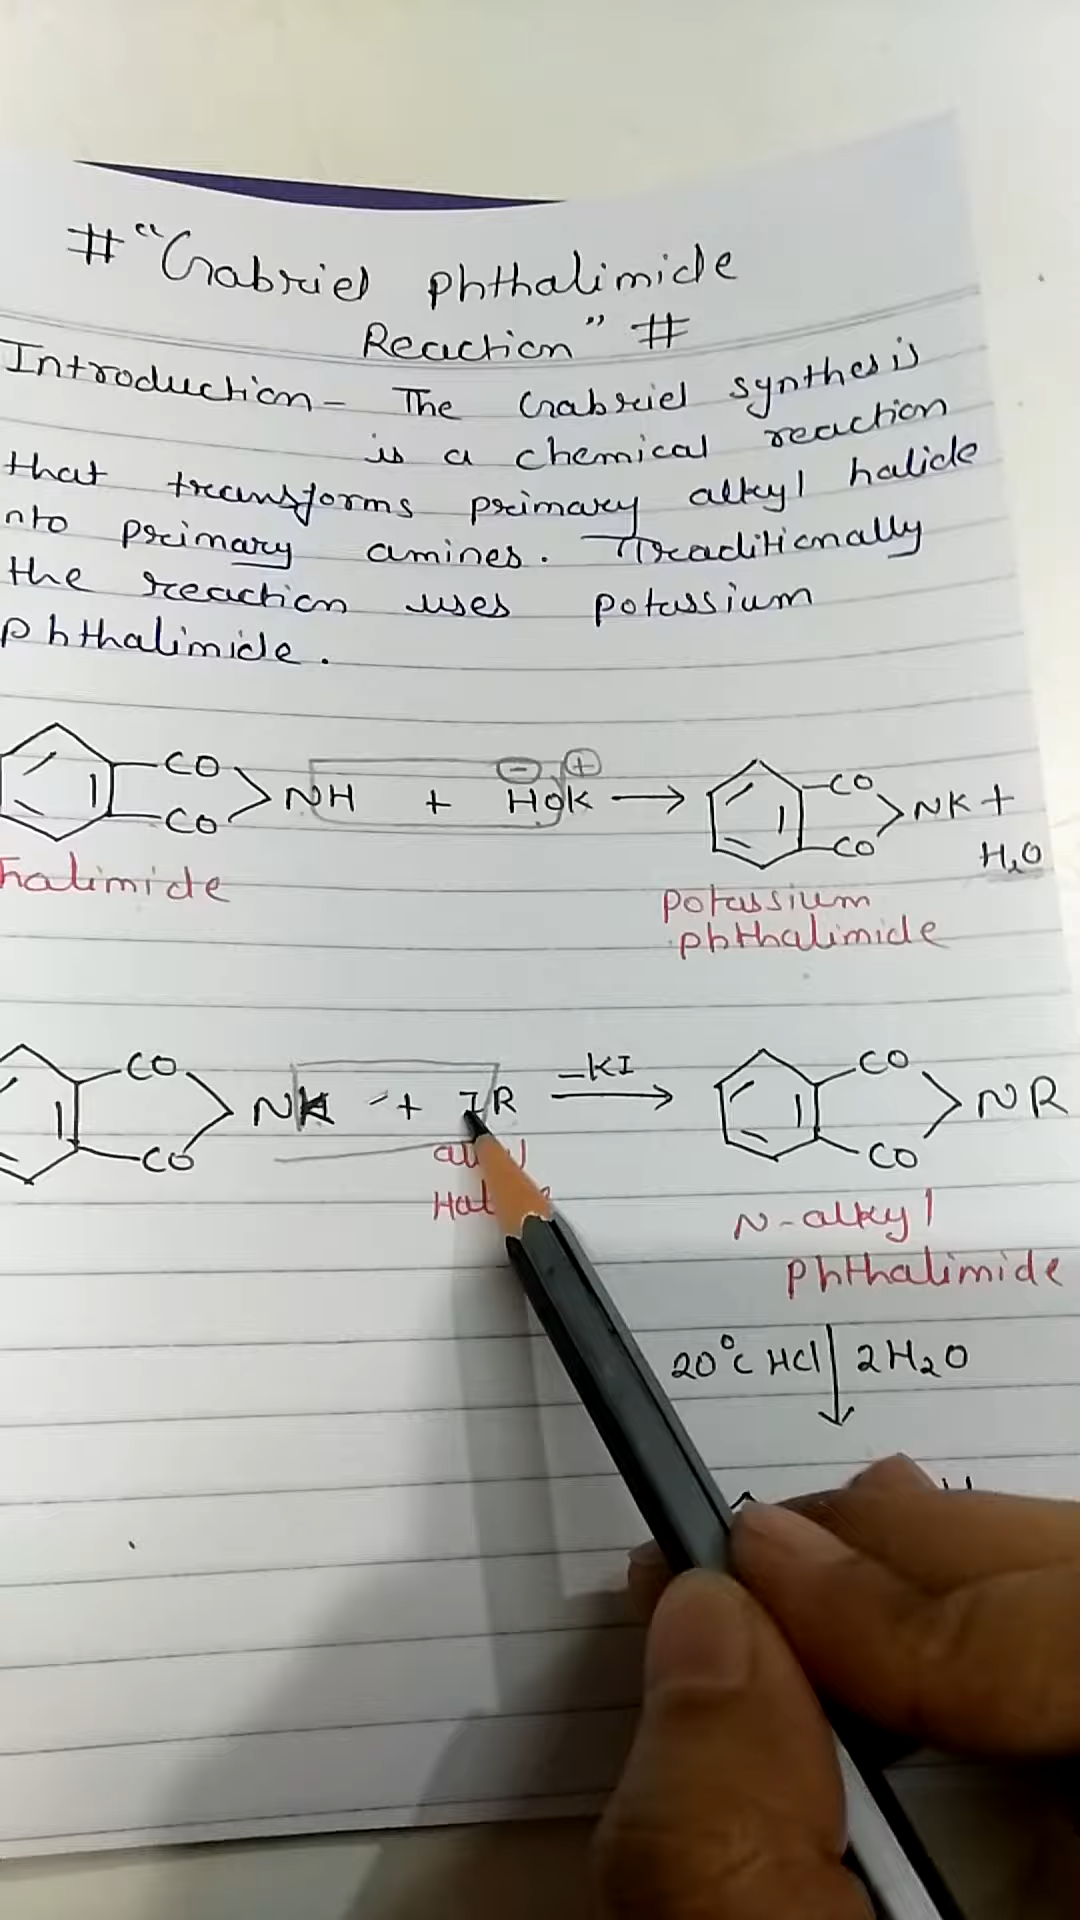 # "Gabriel phthalimide
Reaction" #
Introduction - The Gabriel synthesis
is a chemical reaction
that transforms primary alkyl halide
nto primary amines. Traditionally
the reaction uses potassium
phthalimide.
CO
CO
NH + HOK → CO
CO
NK +
H₂O
- +
halimide
potassium
phthalimide
CO
CO
NK + IR -KI → CO
CO
NR
N-alkyl
phthalimide
20°C HCl 2H₂O